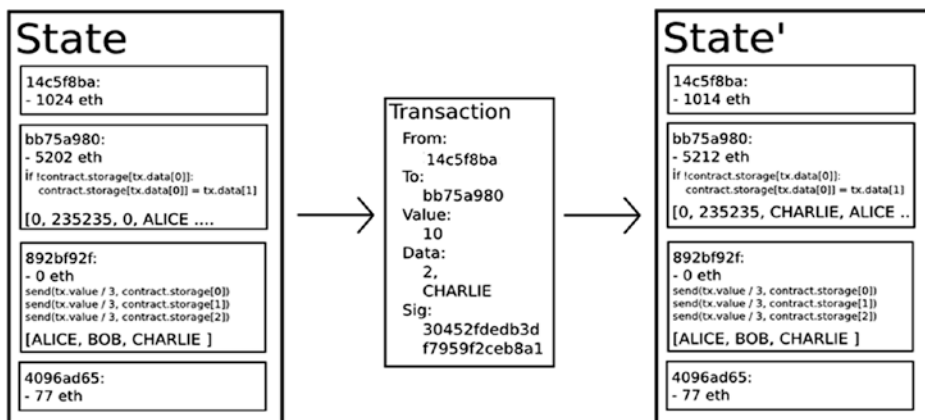 State
14c5f8ba:
- 1024 eth
bb75a980:
- 5202 eth
if !contract.storage[tx.data[0]]:
contract.storage[tx.data[0]] = tx.data[1]
[0, 235235, 0, ALICE ....
892bf92f:
- 0 eth
send(tx.value / 3, contract.storage[0])
send(tx.value / 3, contract.storage[1])
send(tx.value / 3, contract.storage[2])
[ALICE, BOB, CHARLIE ]
4096ad65:
- 77 eth
Transaction
From:
14c5f8ba
To:
bb75a980
Value:
10
Data:
2,
CHARLIE
Sig:
30452fdedb3d
f7959f2ceb8a1
State'
14c5f8ba:
- 1014 eth
bb75a980:
- 5212 eth
if !contract.storage[tx.data[0]]:
contract.storage[tx.data[0]] = tx.data[1]
[0, 235235, CHARLIE, ALICE ..
892bf92f:
- 0 eth
send(tx.value / 3, contract.storage[0])
send(tx.value / 3, contract.storage[1])
send(tx.value / 3, contract.storage[2])
[ALICE, BOB, CHARLIE ]
4096ad65:
- 77 eth